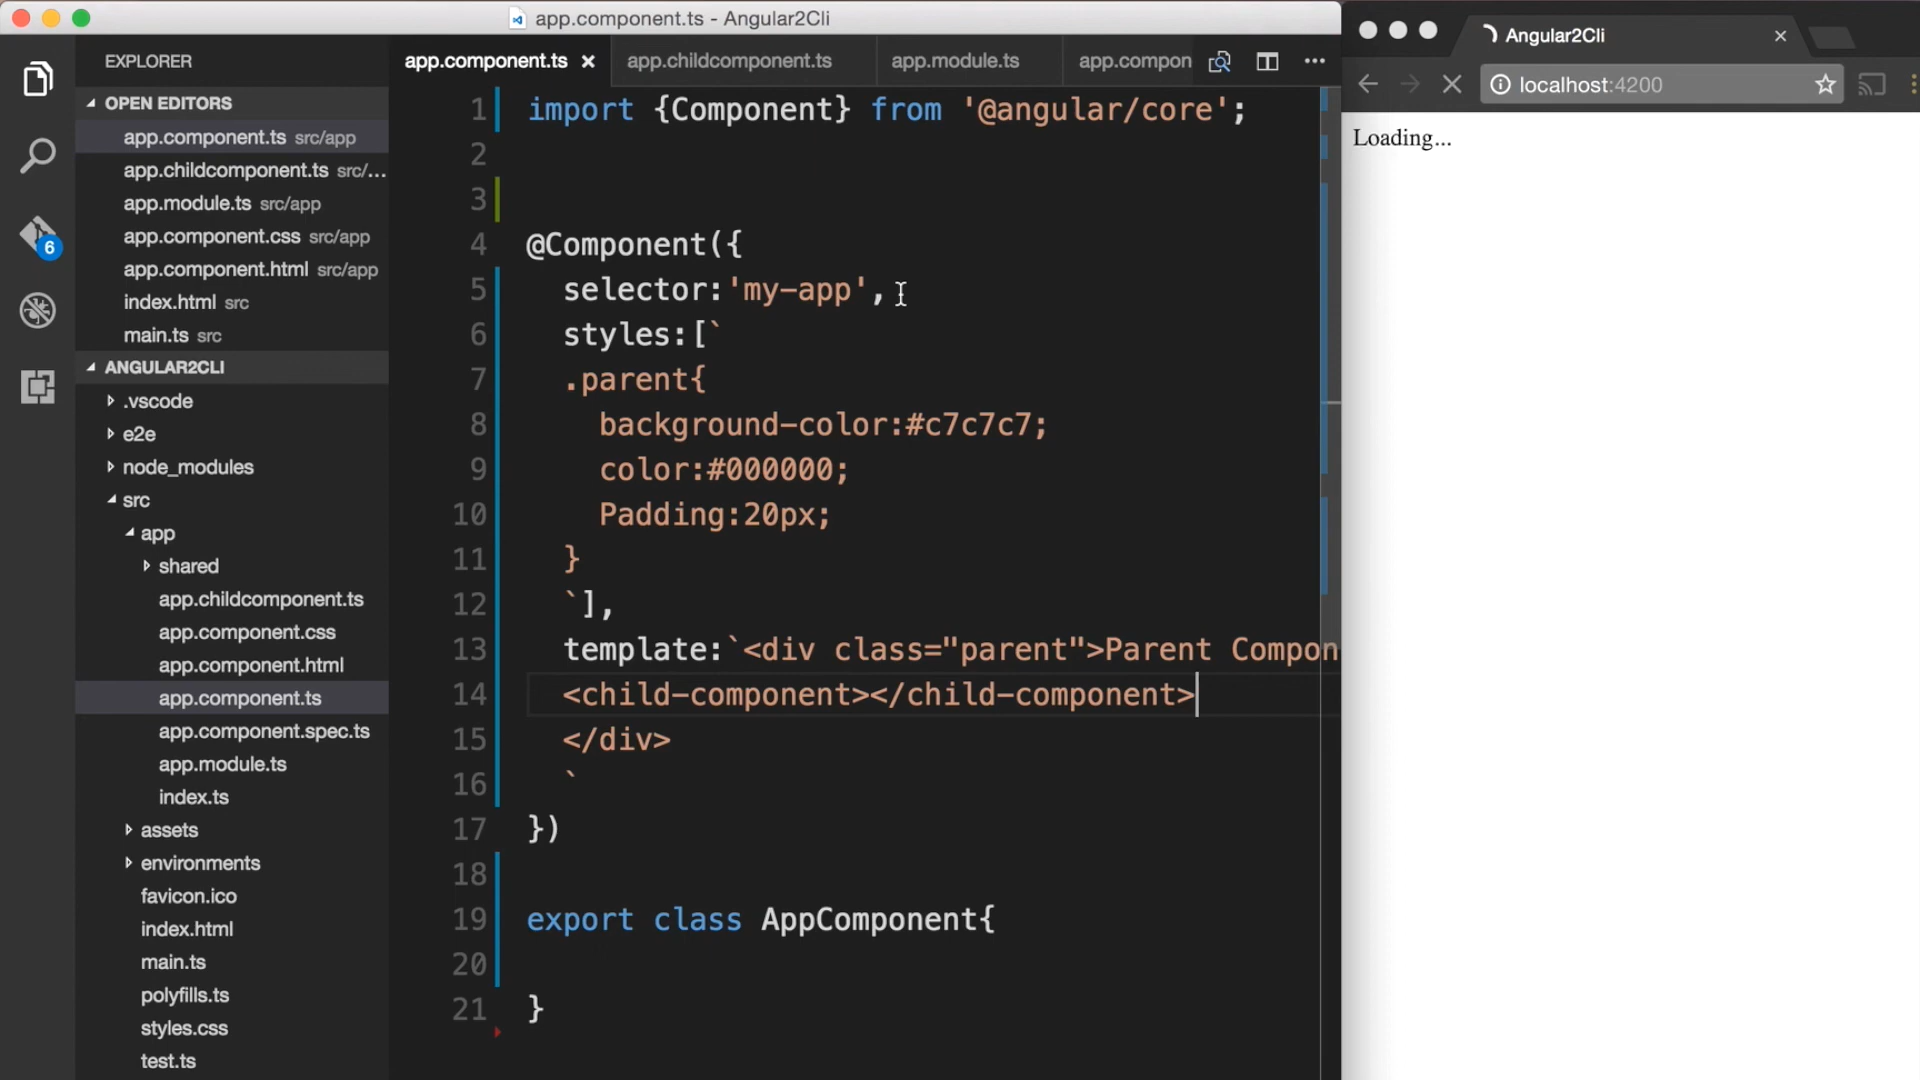 app.component.ts - Angular2Cli
EXPLORER
OPEN EDITORS
app.component.ts src/app
app.childcomponent.ts src/...
app.module.ts src/app
app.component.css src/app
app.component.html src/app
index.html src
main.ts src
ANGULAR2CLI
.vscode
e2e
node_modules
src
app
shared
app.childcomponent.ts
app.component.css
app.component.html
app.component.ts
app.component.spec.ts
app.module.ts
index.ts
assets
environments
favicon.ico
index.html
main.ts
polyfills.ts
styles.css
test.ts
6
app.component.ts app.childcomponent.ts app.module.ts app.compon
1 import {Component} from '@angular/core';
2
3
4 @Component({
5 selector:'my-app',
6 styles:[`
7 .parent{
8 background-color:#c7c7c7;
9 color:#000000;
10 Padding:20px;
11 }
12 `],
13 template:`<div class="parent">Parent Compon
14 <child-component></child-component>
15 </div>
16 `
17 })
18
19 export class AppComponent{
20
21 }
Angular2Cli
localhost:4200
Loading...